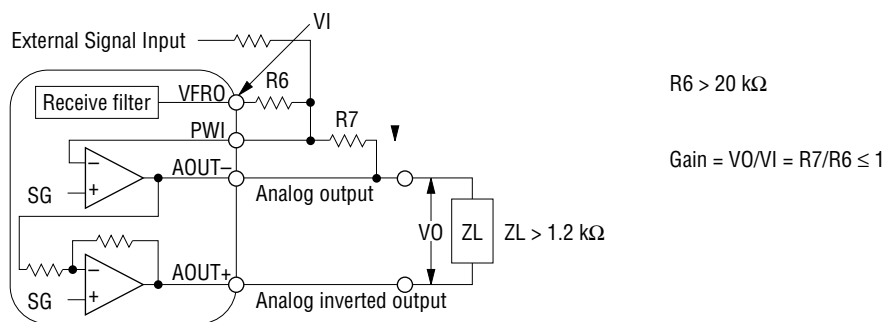 VI
External Signal Input
R6
R6 > 20 kΩ
Receive filter
VFRO
PWI
R7
Gain = VO/VI = R7/R6 ≤ 1
−
+
SG
AOUT−
Analog output
VO
ZL
ZL > 1.2 kΩ
−
+
SG
AOUT+
Analog inverted output